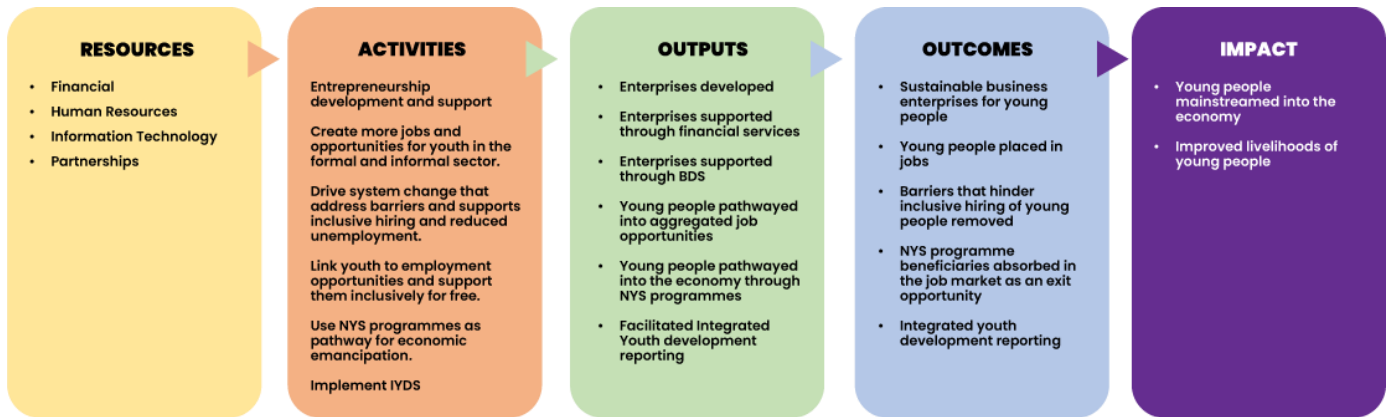 RESOURCES
• Financial
• Human Resources
• Information Technology
• Partnerships
ACTIVITIES
Entrepreneurship
development and support
Create more jobs and
opportunities for youth in the
formal and informal sector.
Drive system change that
address barriers and supports
inclusive hiring and reduced
unemployment.
Link youth to employment
opportunities and support
them inclusively for free.
Use NYS programmes as
pathway for economic
emancipation.
Implement IYDS
OUTPUTS
• Enterprises developed
• Enterprises supported
through financial services
• Enterprises supported
through BDS
• Young people pathwayed
into aggregated job
opportunities
• Young people pathwayed
into the economy through
NYS programmes
• Facilitated Integrated
Youth development
reporting
OUTCOMES
• Sustainable business
enterprises for young
people
• Young people placed in
jobs
• Barriers that hinder
inclusive hiring of young
people removed
• NYS programme
beneficiaries absorbed in
the job market as an exit
opportunity
• Integrated youth
development reporting
IMPACT
• Young people
mainstreamed into the
economy
• Improved livelihoods of
young people